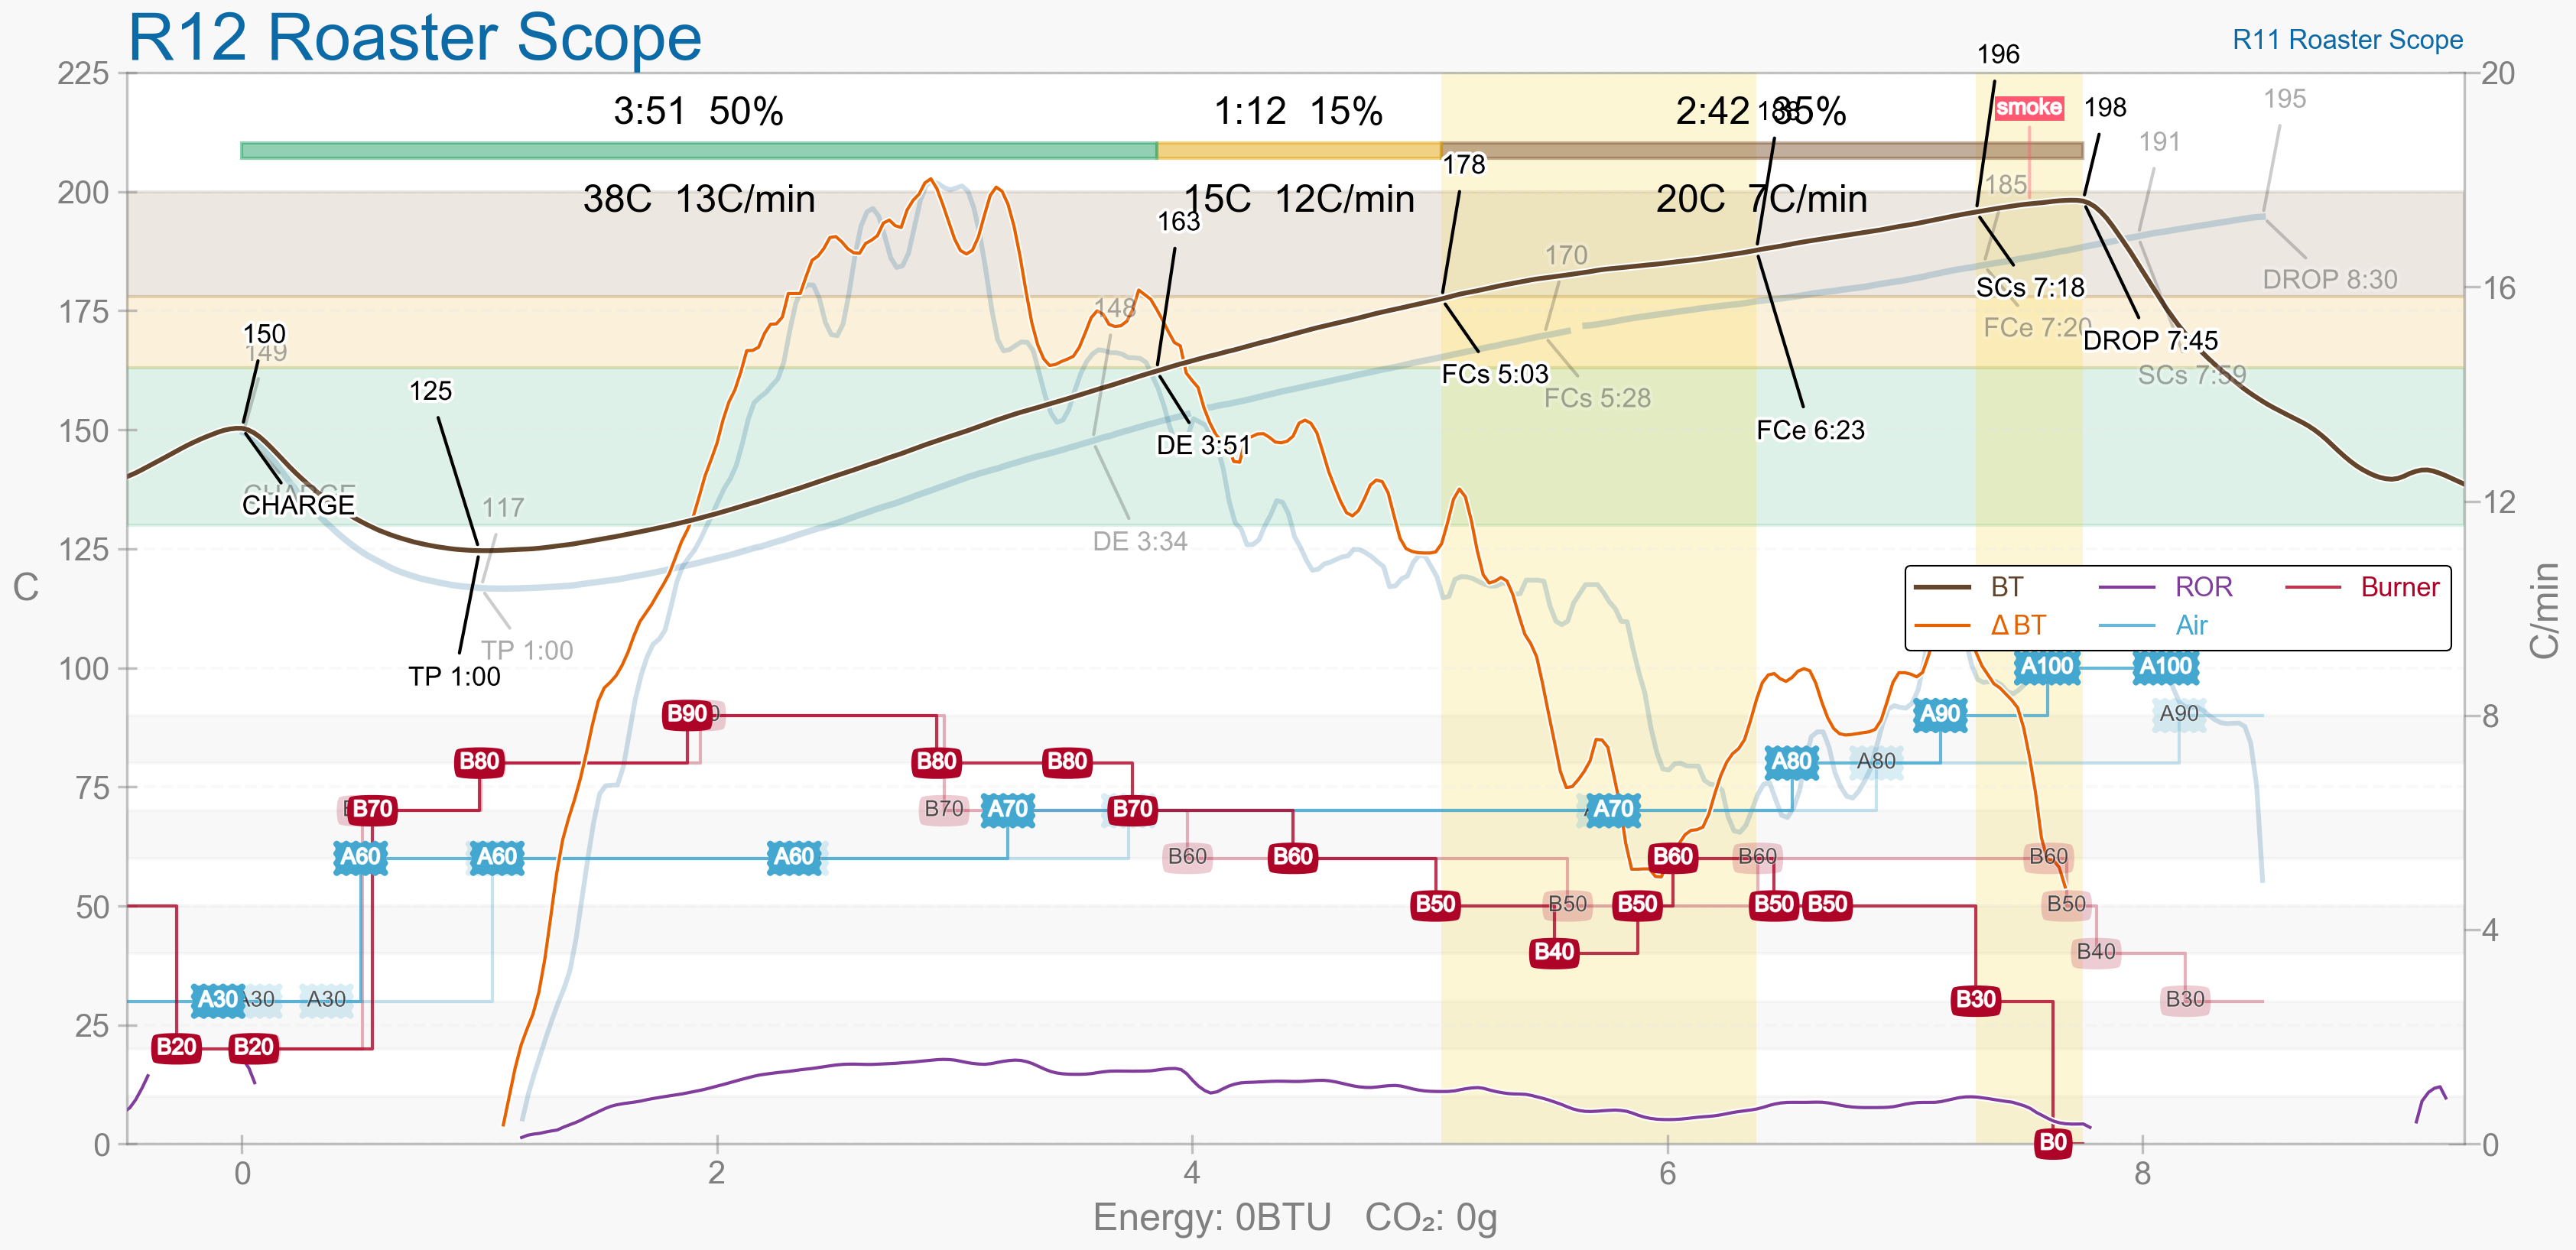 R12 Roaster Scope
R11 Roaster Scope
196
225
20
3:51 50%
1:12 15%
2:42 35%
188
smoke
198
195
191
178
185
200
38C 13C/min
15C 12C/min
20C 7C/min
163
170
16
SCs 7:18
DROP 8:30
175
148
FCe 7:20
DROP 7:45
150
149
FCs 5:03
SCs 7:59
125
FCs 5:28
150
DE 3:51
FCe 6:23
CHARGE
CHARGE
117
12
125
DE 3:34
C
C/min
BT
ROR
Burner
Δ BT
Air
TP 1:00
TP 1:00
100
A100
A100
B90
A90
A90
8
B80
B80
B80
A80
A80
75
B70
B70
A70
B70
A70
A60
A60
A60
B60
B60
B60
B60
B60
50
B50
B50
B50
B50
B50
B50
4
B40
B40
A30
A30
A30
B30
B30
25
B20
B20
0
B0
0
0
2
4
6
8
Energy: 0BTU CO₂: 0g